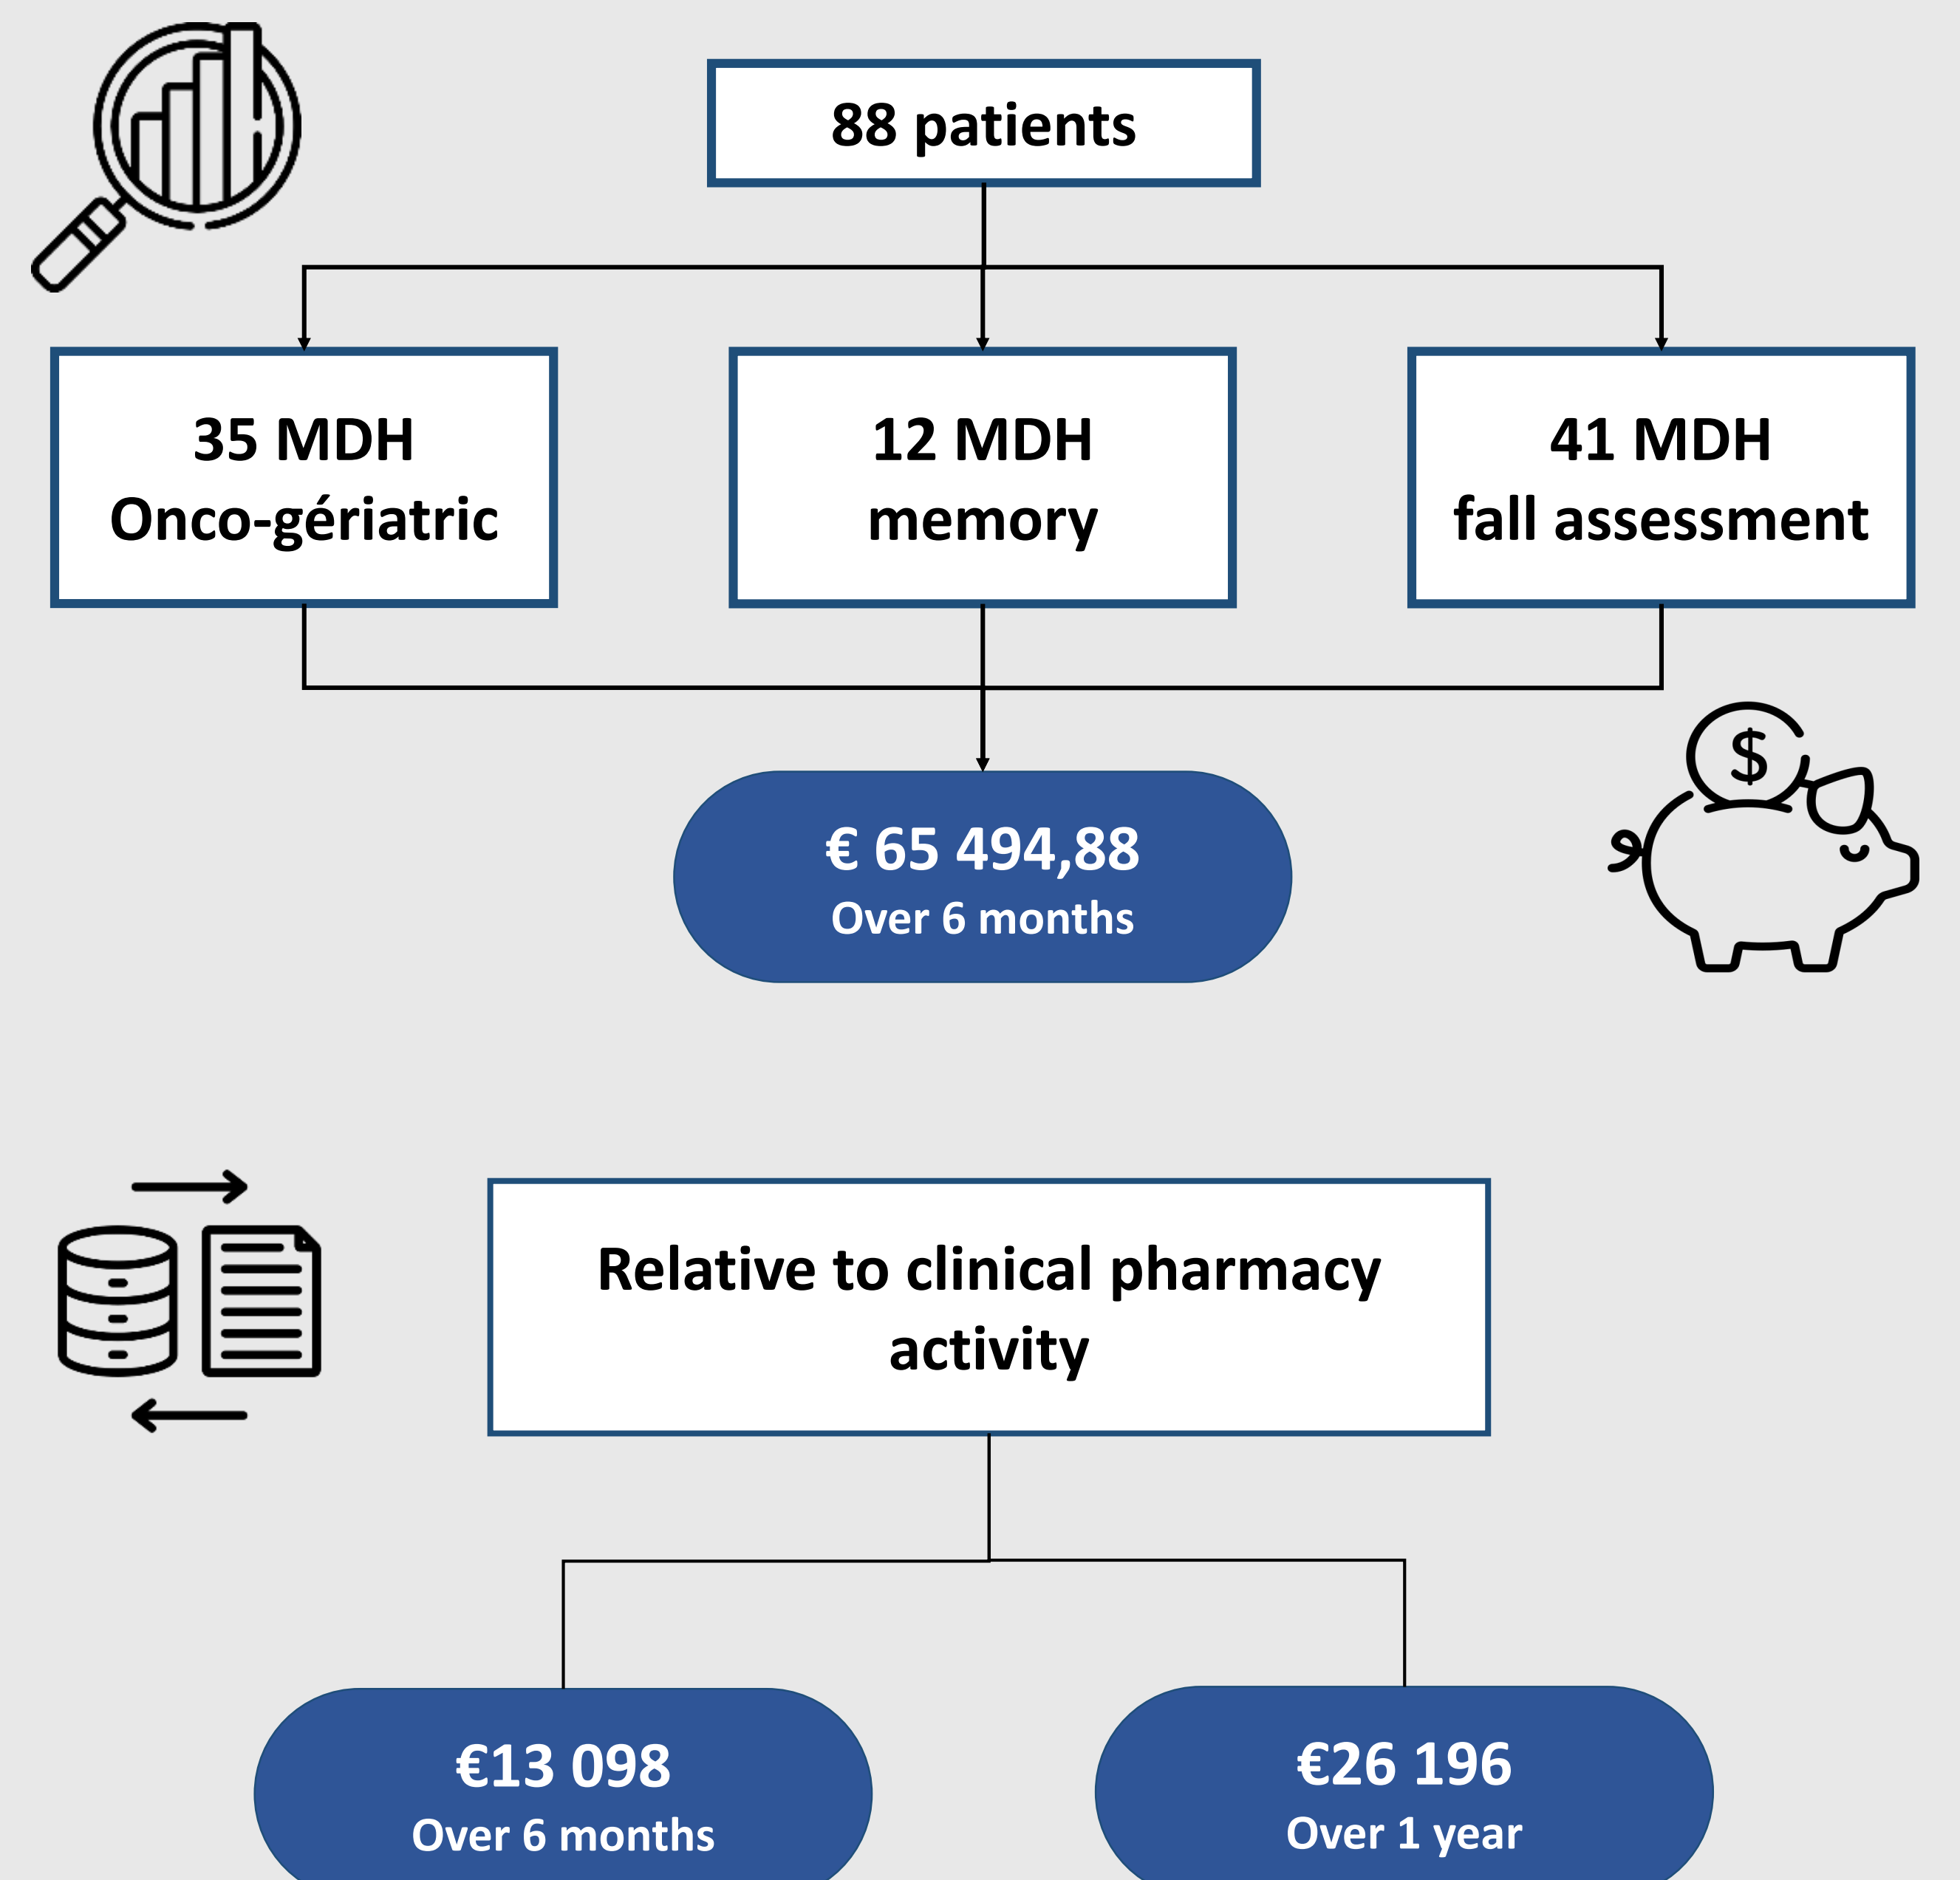 88 patients
35 MDH
Onco-gériatric
12 MDH
memory
41 MDH
fall assessment
$
€ 65 494,88
Over 6 months
Relative to clinical pharmacy
activity
€13 098
Over 6 months
€26 196
Over 1 year